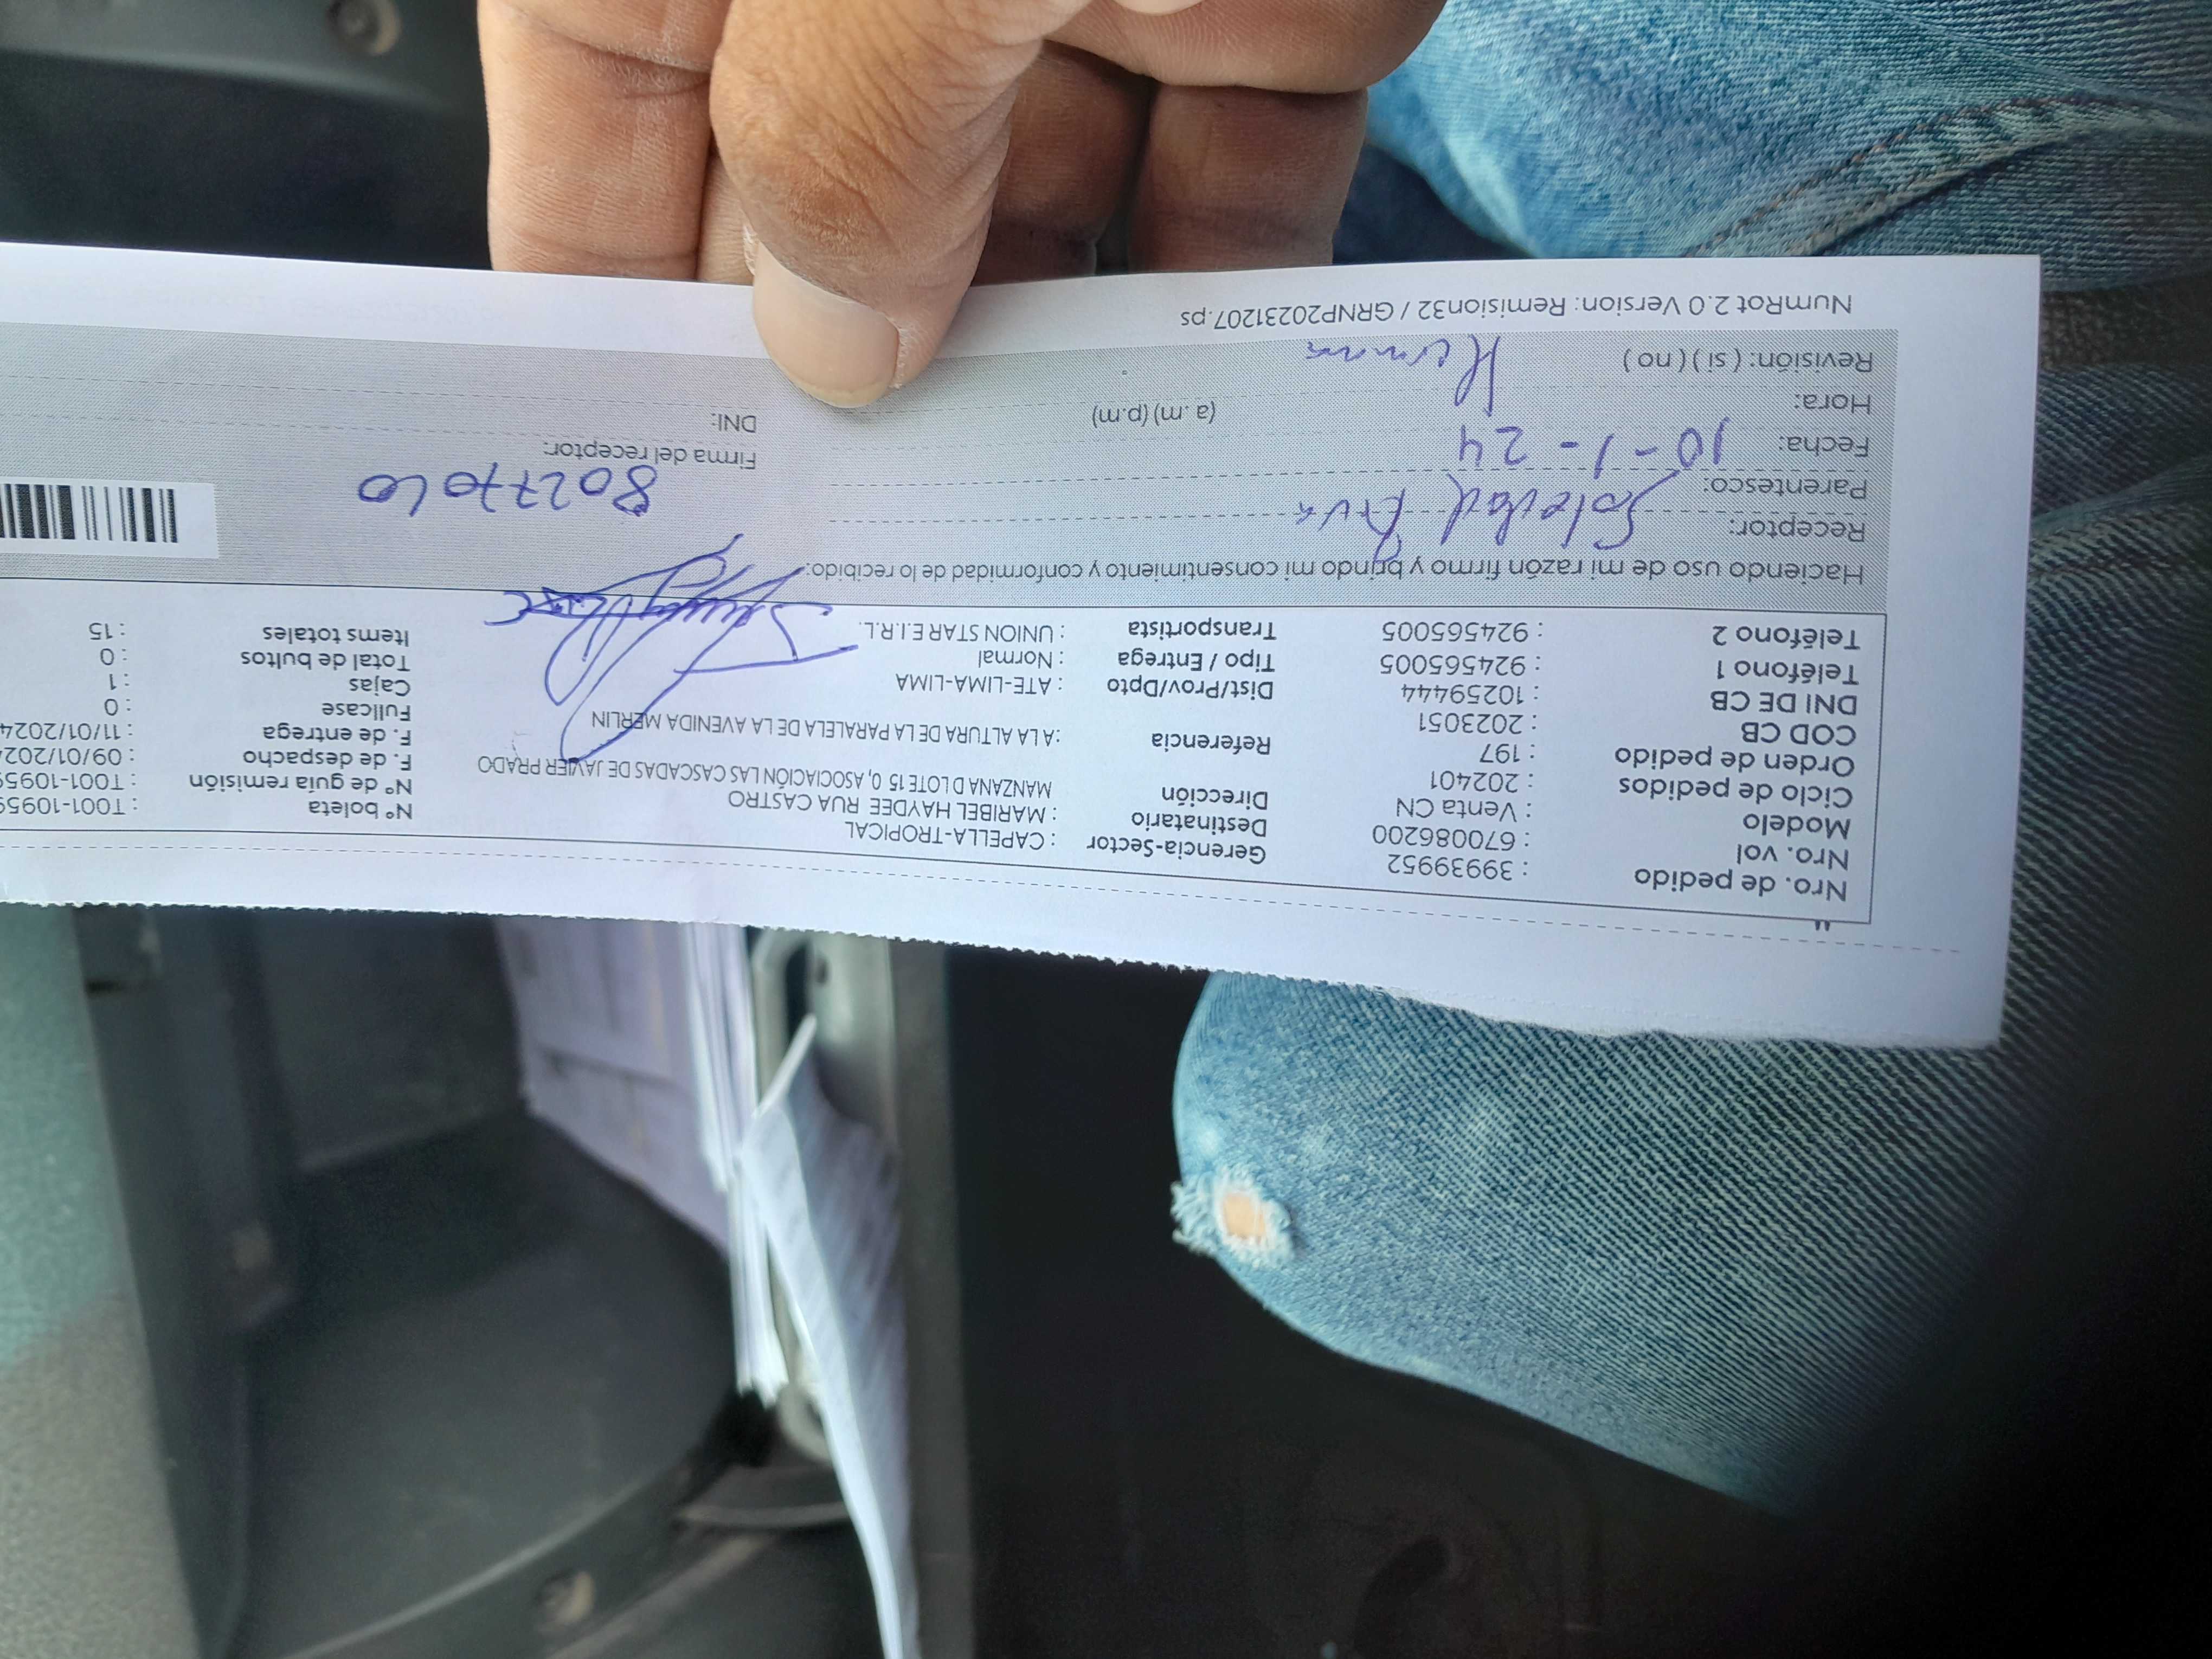 Nro. de pedido : 39939952 Gerencia-Sector : CAPELLA-TROPICAL Nº boleta : T001-10959
Nro. vol : 670086200 Destinatario : MARIBEL HAYDEE RUA CASTRO Nº de guía remisión : T001-10959
Modelo : Venta CN Dirección MANZANA D LOTE 15 0, ASOCIACIÓN LAS CASCADAS DE JAVIER PRADO F. de despacho : 09/01/202
Ciclo de pedidos : 202401 F. de entrega : 11/01/2024
Orden de pedido : 197 Referencia : A LA ALTURA DE LA PARALELA DE LA AVENIDA MERLIN Fullcase : 0
COD CB : 2023051 Cajas : 1
DNI DE CB : 10259444 Dist/Prov/Dpto : ATE-LIMA-LIMA Total de bultos : 0
Teléfono 1 : 924565005 Tipo / Entrega : Normal Items totales : 15
Teléfono 2 : 924565005 Transportista : UNION STAR E.I.R.L.
Haciendo uso de mi razón firmo y brindo mi consentimiento y conformidad de lo recibido:
Receptor: Soledad
Parentesco: 80277010
Fecha: 10-1-24 Firma del receptor:
Hora: (a.m) (p.m) DNI:
Revisión: ( si ) ( no )
NumRot 2.0 Version: Remision32 / GRNP20231207.ps